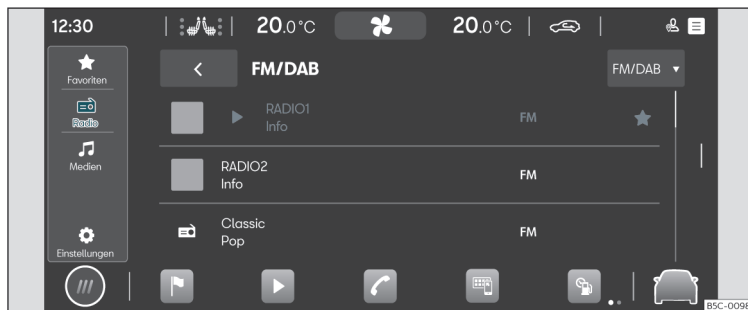 12:30
20.0°C
20.0°C
FM/DAB
FM/DAB
Favoriten
Radio
Medien
Einstellungen
RADIO1
Info
FM
RADIO2
Info
FM
Classic
Pop
FM
B5C-0098